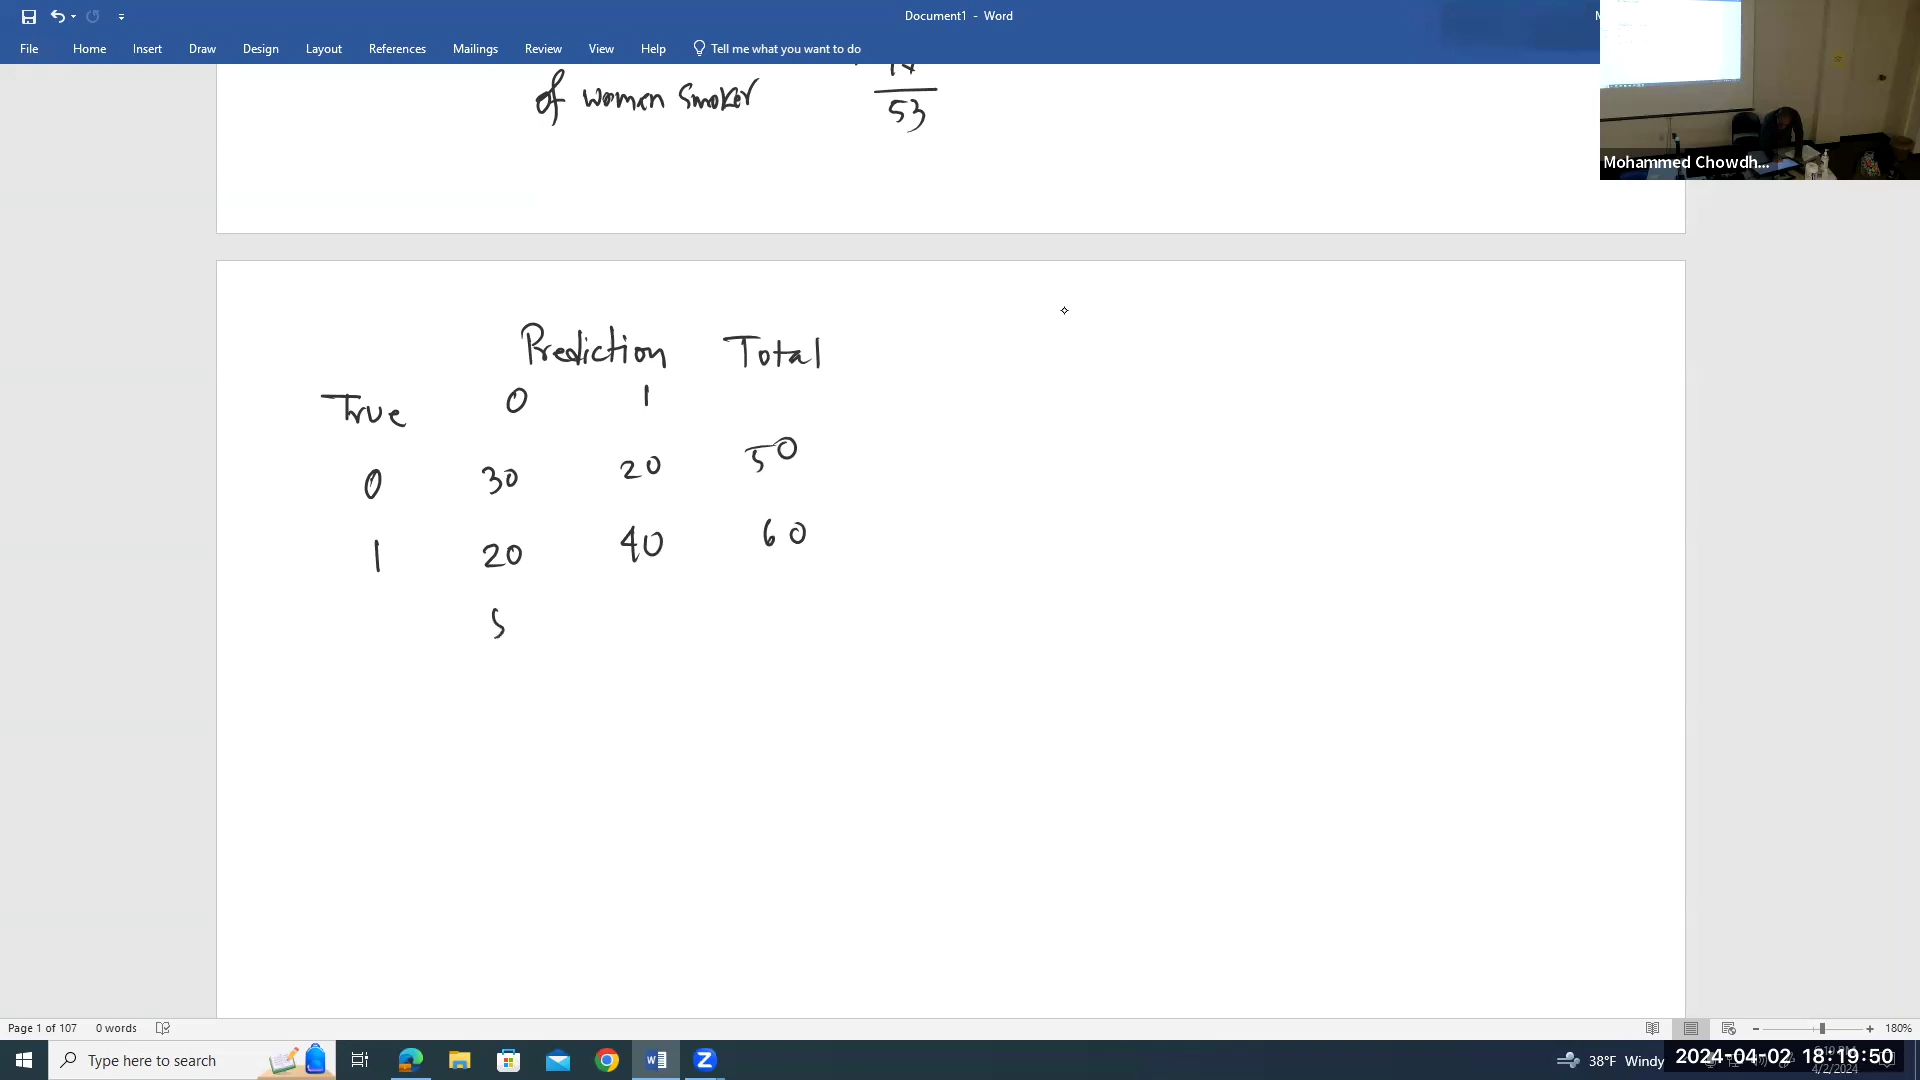 Document1 - Word
File Home Insert Draw Design Layout References Mailings Review View Help Tell me what you want to do
Mohammed Chowdh...
of women smoker
53
Prediction Total
True 0 1
0 30 20 50
1 20 40 60
5
Page 1 of 107 0 words 180%
Type here to search 38°F Windy 2024-04-02 18:19:50
4/2/2024